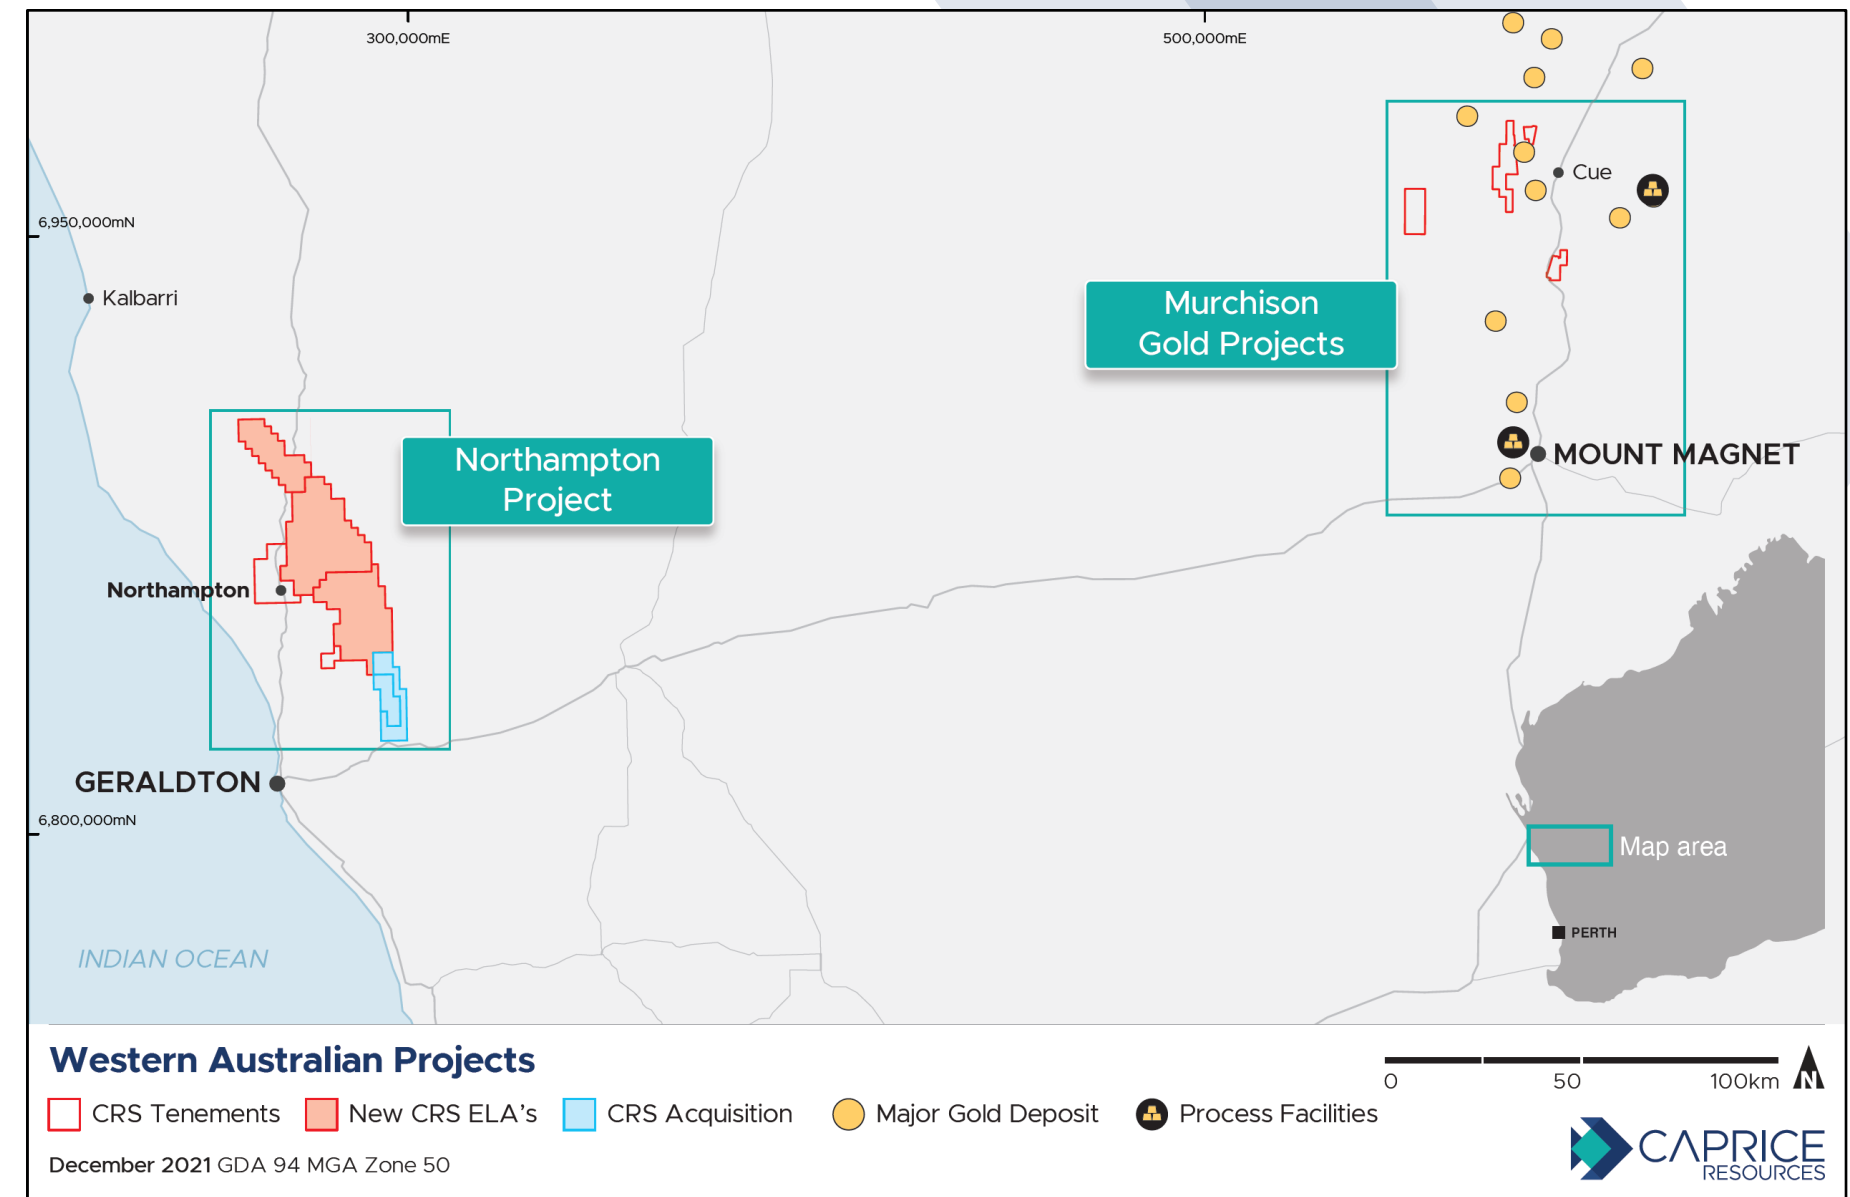 300,000mE
500,000mE
Cue
6,950,000mN
Kalbarri
Murchison
Gold Projects
Northampton
Project
MOUNT MAGNET
Northampton
GERALDTON
6,800,000mN
Map area
PERTH
INDIAN OCEAN
Western Australian Projects
0 50 100km
N
CRS Tenements
New CRS ELA's
CRS Acquisition
Major Gold Deposit
Process Facilities
December 2021 GDA 94 MGA Zone 50
CAPRICE
RESOURCES